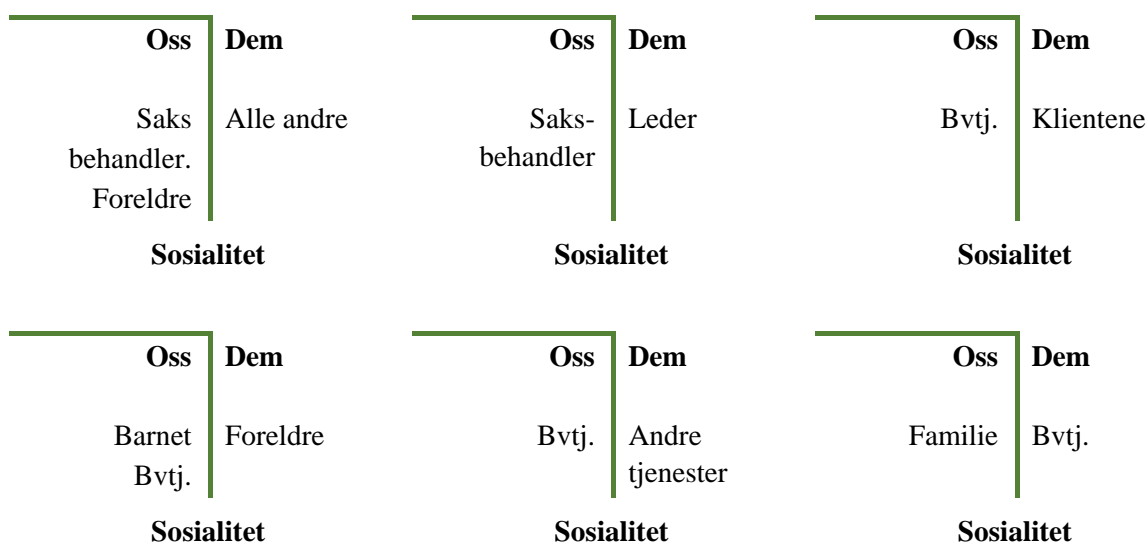 Oss Dem
Saks Alle andre
behandler.
Foreldre
Sosialitet
Oss Dem
Saks- Leder
behandler
Sosialitet
Oss Dem
Bvtj. Klientene
Sosialitet
Oss Dem
Barnet Foreldre
Bvtj.
Sosialitet
Oss Dem
Bvtj. Andre
tjenester
Sosialitet
Oss Dem
Familie Bvtj.
Sosialitet